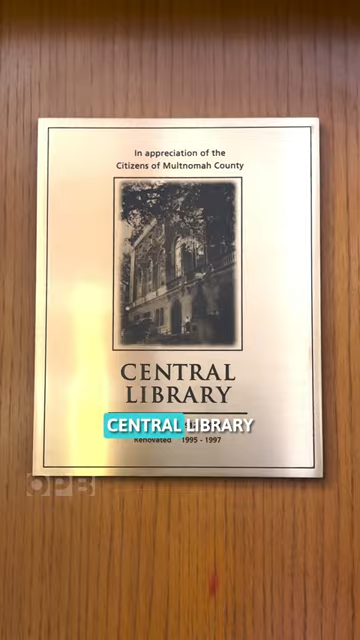 In appreciation of the
Citizens of Multnomah County
CENTRAL
LIBRARY
CENTRAL LIBRARY
Renovated 1995 - 1997
OPB